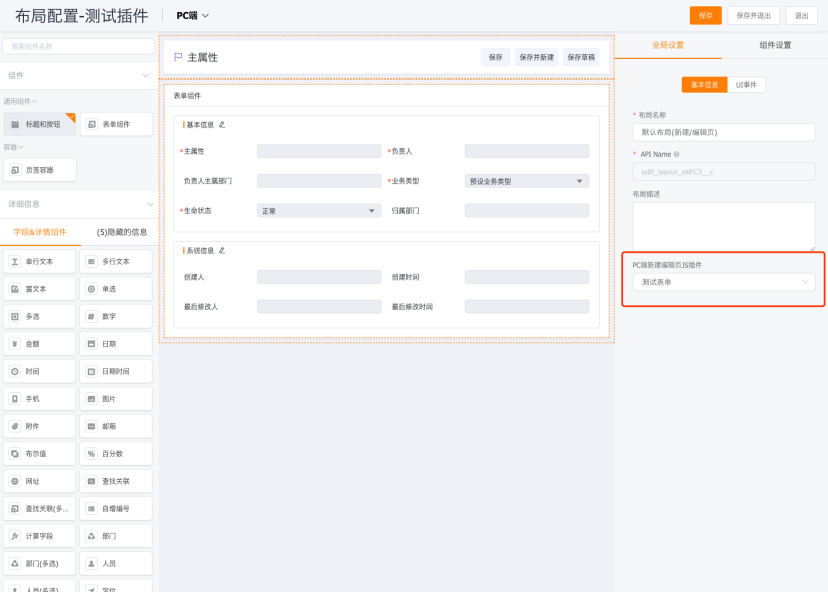 布局配置-测试插件
PC端
保存
保存并退出
退出
搜索组件名称
组件
通用组件
标题和按钮
表单组件
容器
页签容器
详细信息
字段&详情组件
(5)隐藏的信息
单行文本
多行文本
富文本
单选
多选
数字
金额
日期
时间
日期时间
手机
图片
附件
邮箱
布尔值
百分数
网址
查找关联
查找关联(多...
自增编号
计算字段
部门
部门(多选)
人员
人员(多选)
定位
主属性
保存
保存并新建
保存草稿
表单组件
基本信息
*主属性
*负责人
负责人主属部门
*业务类型
预设业务类型
*生命状态
正常
归属部门
系统信息
创建人
创建时间
最后修改人
最后修改时间
全局设置
组件设置
基本信息
UI事件
* 布局名称
默认布局(新建/编辑页)
* API Name
edit_layout_ekFC3__c
布局描述
PC端新建编辑页JS插件
测试表单